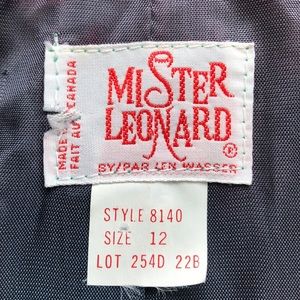 MADE IN CANADA
FAIT AU CANADA
MISTER
LEONARD
®
BY/PAR LEN WASSER
STYLE 8140
SIZE 12
LOT 254D 22B